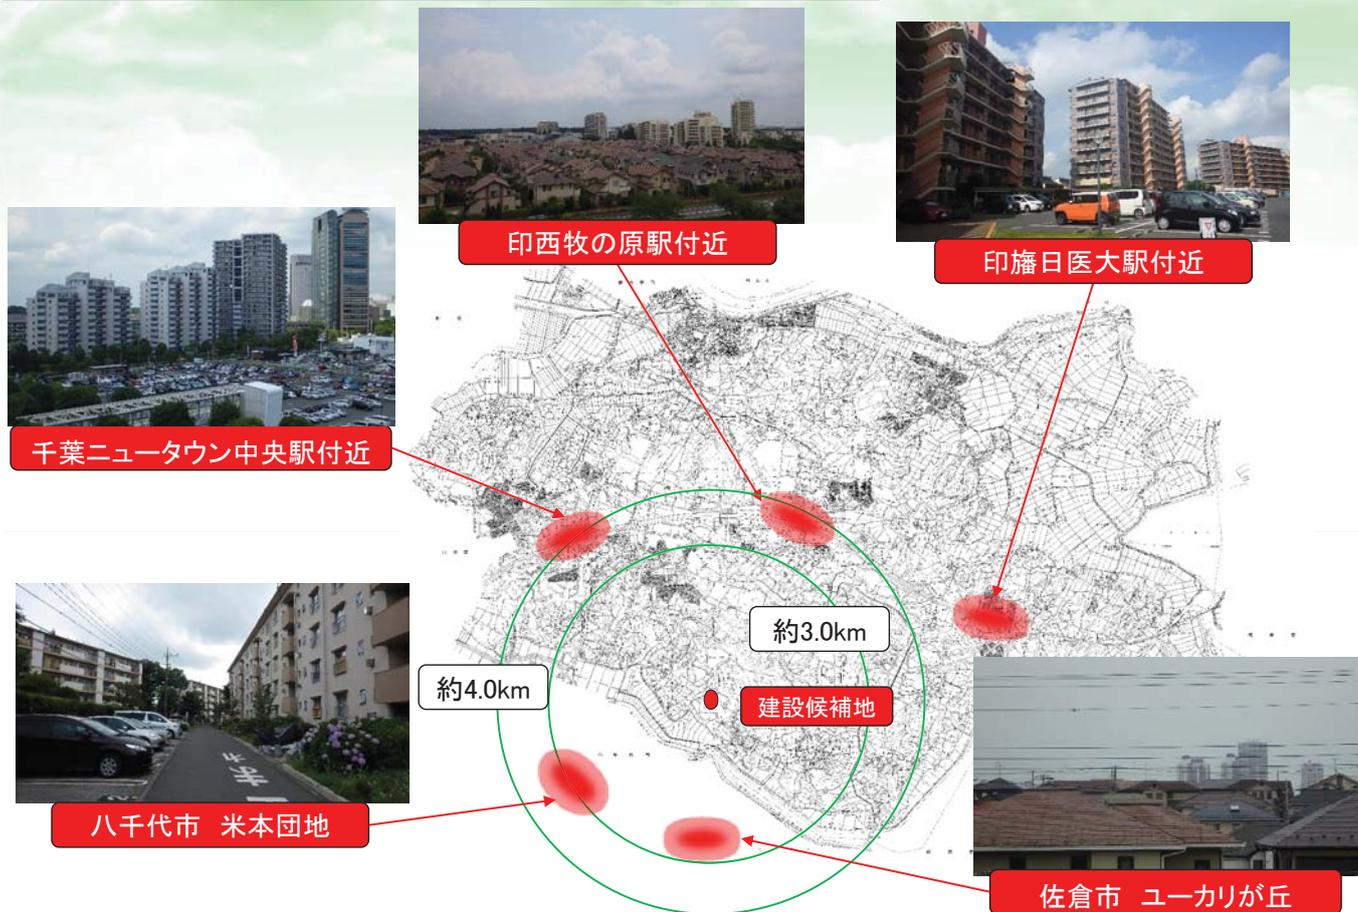 印西牧の原駅付近
印旛日医大駅付近
千葉ニュータウン中央駅付近
約3.0km
約4.0km
建設候補地
八千代市　米本団地
佐倉市　ユーカリが丘